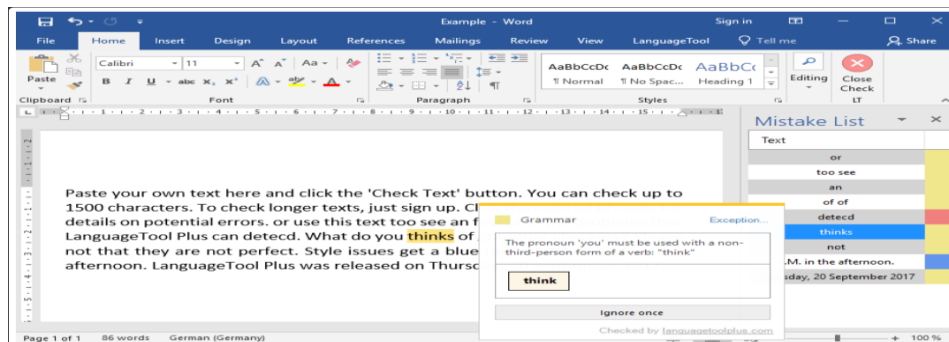 Example - Word
Sign in
File Home Insert Design Layout References Mailings Review View LanguageTool Tell me Share
Paste
Calibri 11
AaBbCcDc AaBbCcDc AaBbC(
¶ Normal ¶ No Spac... Heading 1
Editing
Close Check
Clipboard Font Paragraph Styles LT
Mistake List
Text
or
too see
an
of of
detecd
thinks
not
.M. in the afternoon.
sday, 20 September 2017
Paste your own text here and click the 'Check Text' button. You can check up to
1500 characters. To check longer texts, just sign up. Cl
details on potential errors. or use this text too see an f
LanguageTool Plus can detecd. What do you thinks of
not that they are not perfect. Style issues get a blue
afternoon. LanguageTool Plus was released on Thursd
Grammar Exception...
The pronoun 'you' must be used with a non-
third-person form of a verb: "think"
think
Ignore once
Checked by languagetoolplus.com
Page 1 of 1 86 words German (Germany) 100 %